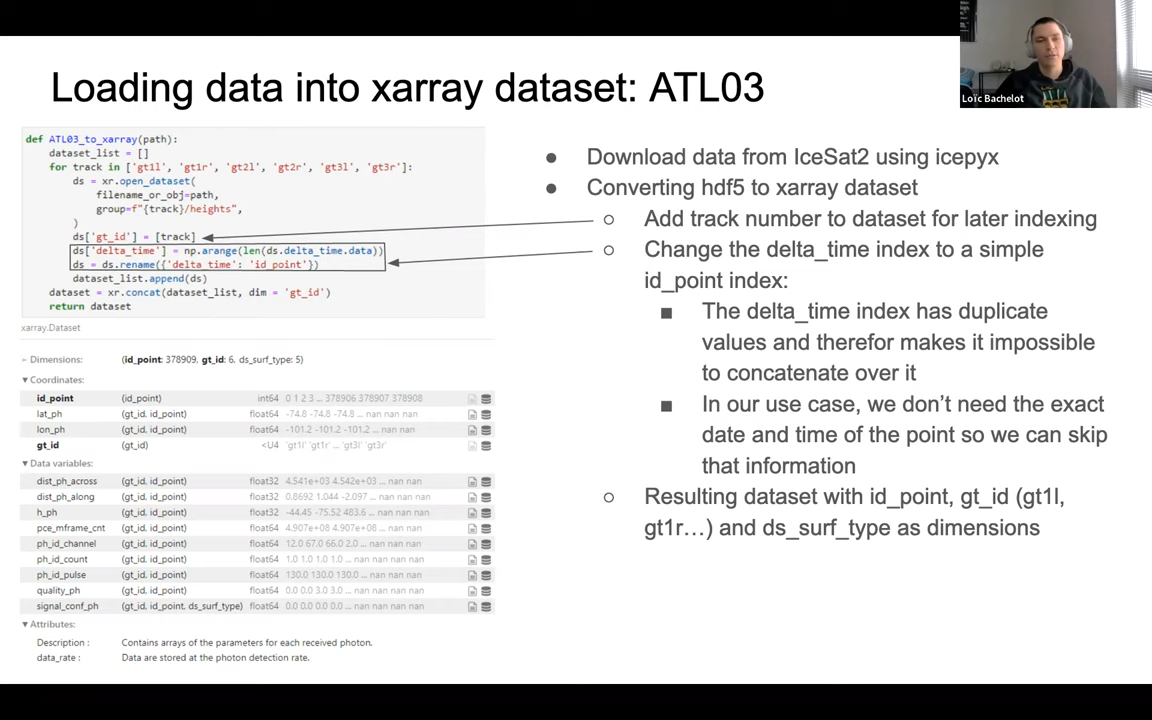 Loïc Bachelot
Loading data into xarray dataset: ATL03
def ATL03_to_xarray(path):
    dataset_list = []
    for track in ['gt1l', 'gt1r', 'gt2l', 'gt2r', 'gt3l', 'gt3r']:
        ds = xr.open_dataset(
            filename_or_obj=path,
            group=f"{track}/heights",
        )
        ds['gt_id'] = [track]
        ds['delta_time'] = np.arange(len(ds.delta_time.data))
        ds = ds.rename({'delta_time': 'id_point'})
        dataset_list.append(ds)
    dataset = xr.concat(dataset_list, dim = 'gt_id')
    return dataset
xarray.Dataset
Dimensions: (id_point: 378909, gt_id: 6, ds_surf_type: 5)
▼ Coordinates:
id_point (id_point) int64 0 1 2 3 ... 378906 378907 378908
lat_ph (gt_id, id_point) float64 -74.8 -74.8 -74.8 ... nan nan nan
lon_ph (gt_id, id_point) float64 -101.2 -101.2 -101.2 ... nan nan
gt_id (gt_id) <U4 'gt1l' 'gt1r' ... 'gt3l' 'gt3r'
▼ Data variables:
dist_ph_across (gt_id, id_point) float32 4.541e+03 4.542e+03 ... nan nan
dist_ph_along (gt_id, id_point) float32 0.8692 1.044 -2.097 ... nan nan
h_ph (gt_id, id_point) float32 -44.45 -75.52 483.6 ... nan nan
pce_mframe_cnt (gt_id, id_point) float64 4.907e+08 4.907e+08 ... nan nan
ph_id_channel (gt_id, id_point) float64 12.0 67.0 66.0 2.0 ... nan nan nan
ph_id_count (gt_id, id_point) float64 1.0 1.0 1.0 1.0 ... nan nan nan
ph_id_pulse (gt_id, id_point) float64 130.0 130.0 130.0 ... nan nan nan
quality_ph (gt_id, id_point) float64 0.0 0.0 3.0 3.0 ... nan nan nan
signal_conf_ph (gt_id, id_point, ds_surf_type) float64 0.0 0.0 0.0 0.0 ... nan nan nan
▼ Attributes:
Description : Contains arrays of the parameters for each received photon.
data_rate : Data are stored at the photon detection rate.
● Download data from IceSat2 using icepyx
● Converting hdf5 to xarray dataset
○ Add track number to dataset for later indexing
○ Change the delta_time index to a simple
id_point index:
■ The delta_time index has duplicate
values and therefor makes it impossible
to concatenate over it
■ In our use case, we don't need the exact
date and time of the point so we can skip
that information
○ Resulting dataset with id_point, gt_id (gt1l,
gt1r…) and ds_surf_type as dimensions